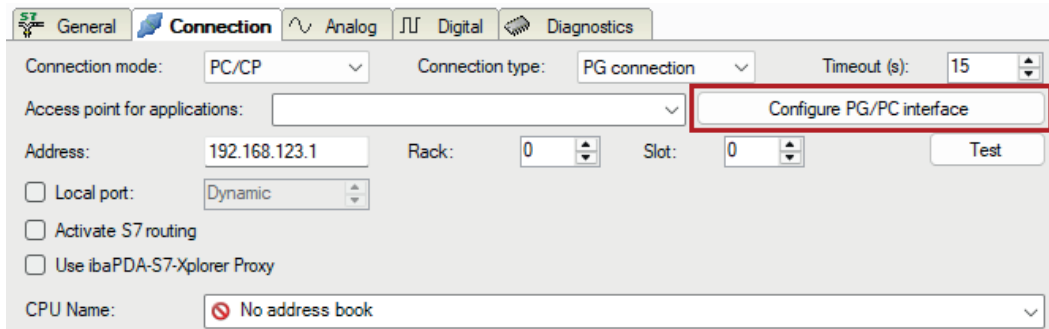 S7 General Connection Analog Digital Diagnostics
Connection mode: PC/CP Connection type: PG connection Timeout (s): 15
Access point for applications: Configure PG/PC interface
Address: 192.168.123.1 Rack: 0 Slot: 0 Test
Local port: Dynamic
Activate S7 routing
Use ibaPDA-S7-Xplorer Proxy
CPU Name: No address book